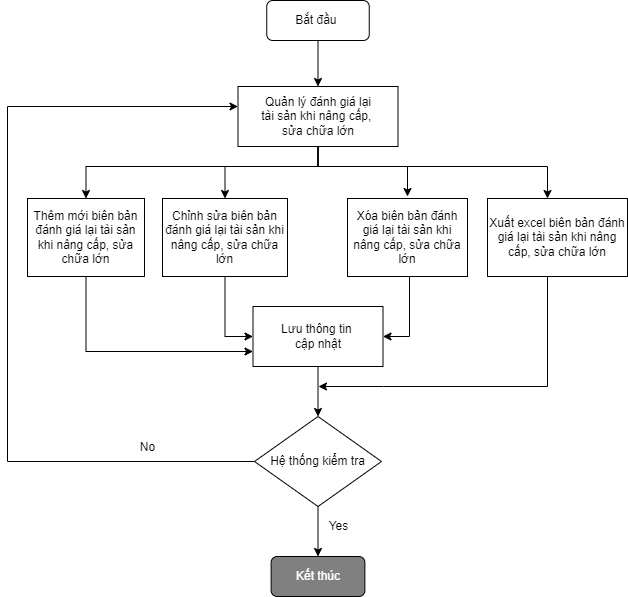 Bắt đầu
Quản lý đánh giá lại
tài sản khi nâng cấp,
sửa chữa lớn
Thêm mới biên bản
đánh giá lại tài sản
khi nâng cấp, sửa
chữa lớn
Chỉnh sửa biên bản
đánh giá lại tài sản khi
nâng cấp, sửa chữa
lớn
Xóa biên bản đánh
giá lại tài sản khi
nâng cấp, sửa chữa
lớn
Xuất excel biên bản đánh
giá lại tài sản khi nâng
cấp, sửa chữa lớn
Lưu thông tin
cập nhật
No
Hệ thống kiểm tra
Yes
Kết thúc